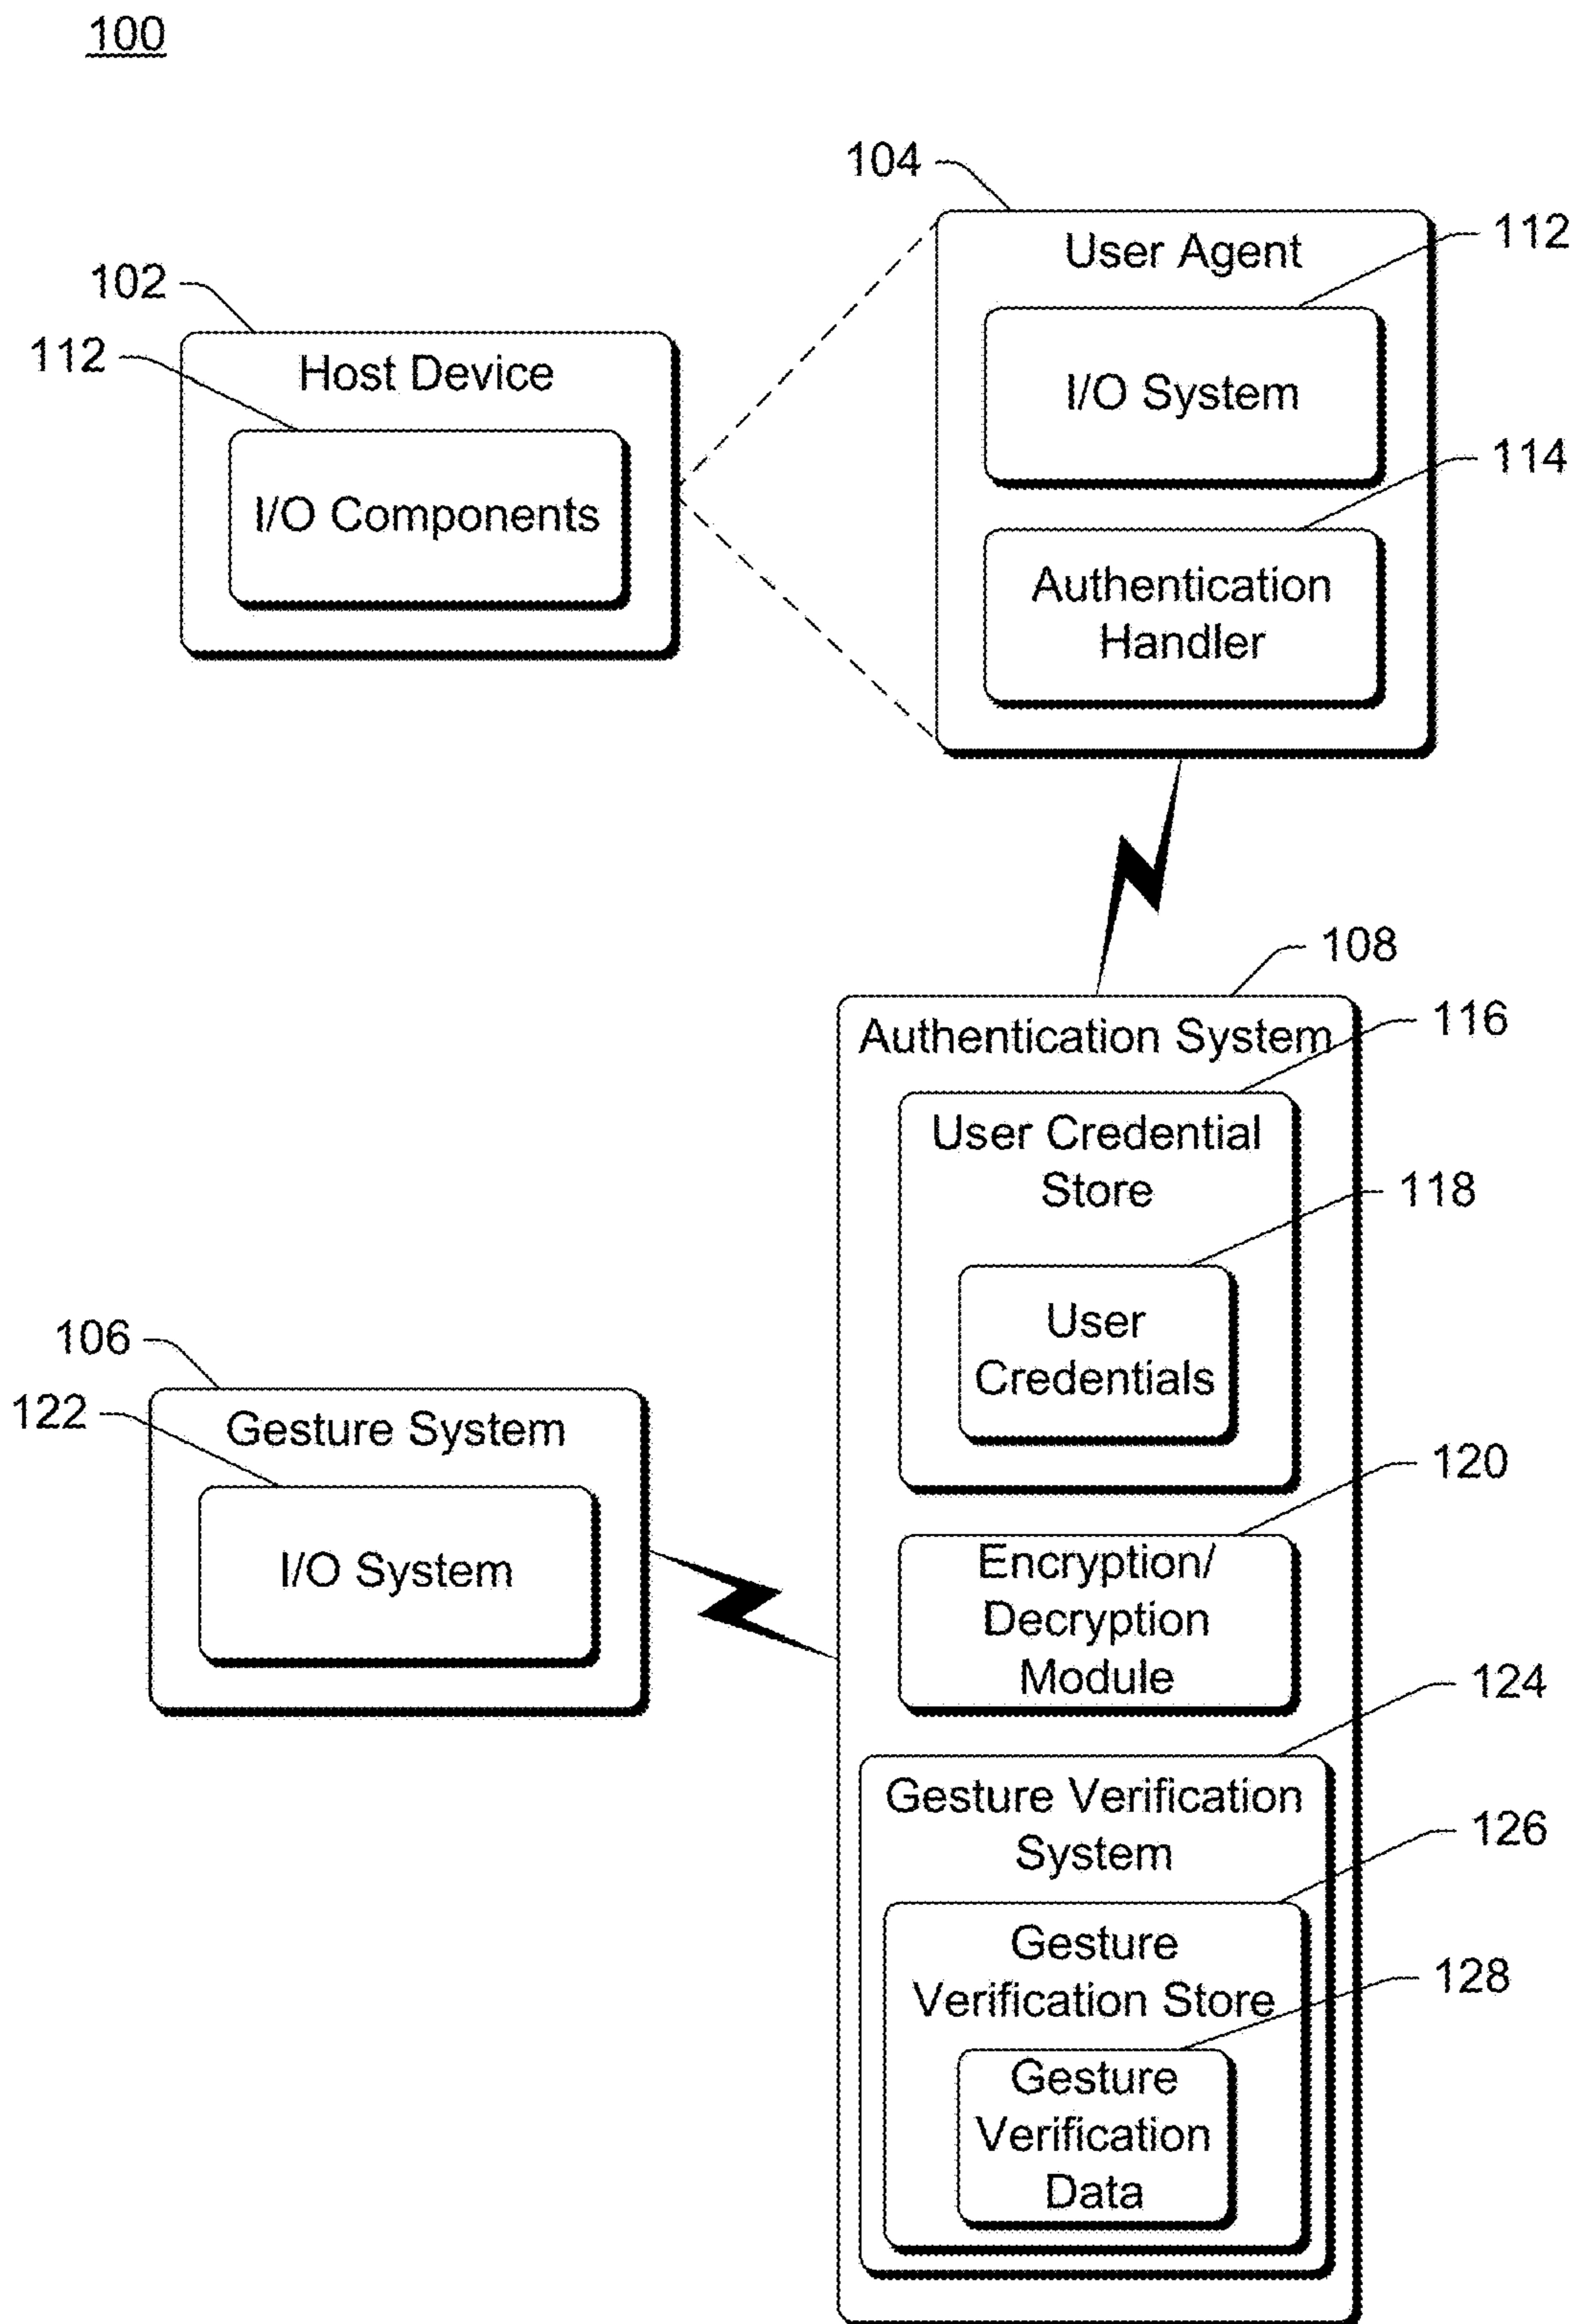 100
104
User Agent
112
I/O System
114
Authentication
Handler
102
112
Host Device
I/O Components
108
Authentication System
116
User Credential
Store
118
User
Credentials
106
122
Gesture System
I/O System
120
Encryption/
Decryption
Module
124
Gesture Verification
System
126
Gesture
Verification Store
128
Gesture
Verification
Data